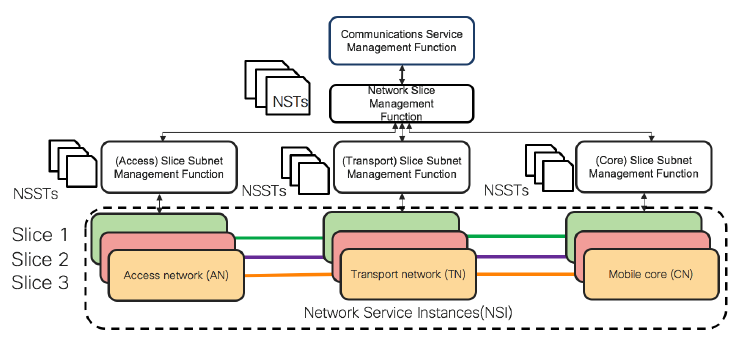 Communications Service
Management Function
NSTs
Network Slice
Management
Function
(Access) Slice Subnet
Management Function
(Transport) Slice Subnet
Management Function
(Core) Slice Subnet
Management Function
NSSTs
NSSTs
NSSTs
Slice 1
Slice 2
Slice 3
Access network (AN)
Transport network (TN)
Mobile core (CN)
Network Service Instances(NSI)